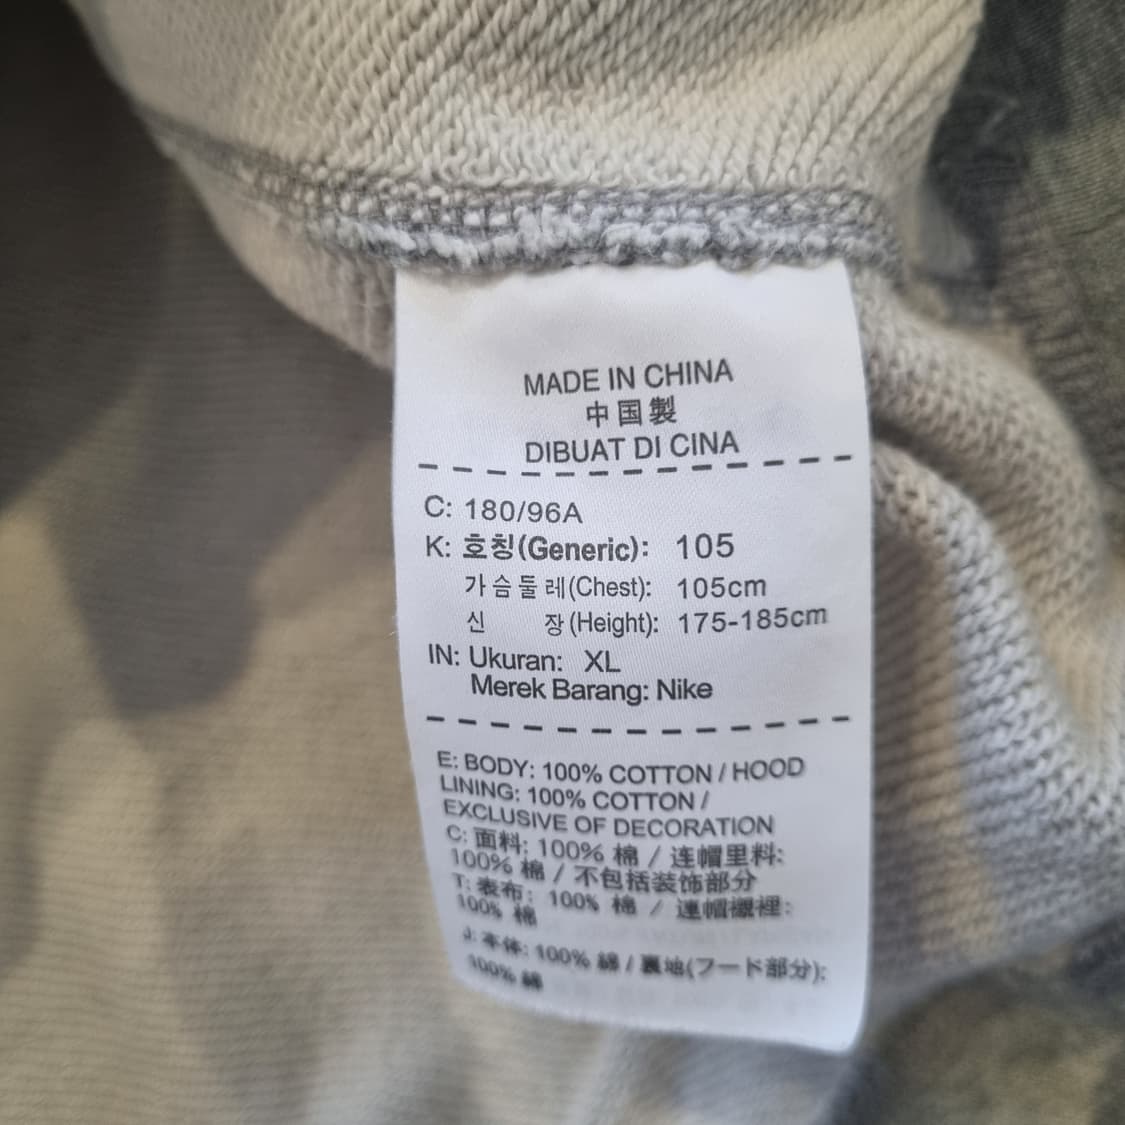 MADE IN CHINA
中国製
DIBUAT DI CINA
C: 180/96A
K: 호칭(Generic): 105
가슴둘레(Chest): 105cm
신 장(Height): 175-185cm
IN: Ukuran: XL
Merek Barang: Nike
E: BODY: 100% COTTON / HOOD
LINING: 100% COTTON /
EXCLUSIVE OF DECORATION
C: 面料: 100% 棉 / 连帽里料:
100% 棉 / 不包括装饰部分
T: 表布: 100% 棉 / 連帽襯裡:
100% 棉
J: 本体: 100% 綿 / 裏地(フード部分):
100% 綿